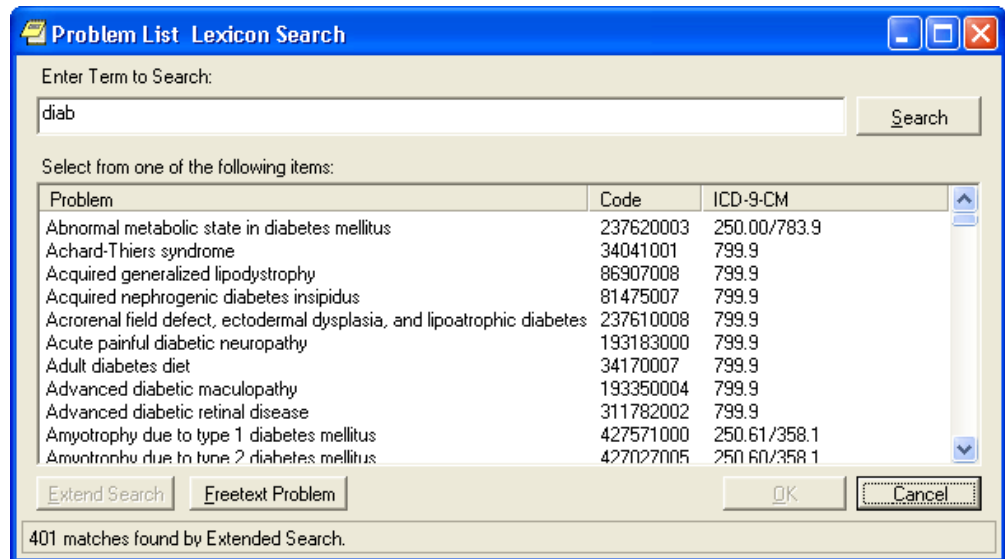 Problem List Lexicon Search
Enter Term to Search:
diab
Search
Select from one of the following items:
Problem Code ICD-9-CM
Abnormal metabolic state in diabetes mellitus 237620003 250.00/783.9
Achard-Thiers syndrome 34041001 799.9
Acquired generalized lipodystrophy 86907008 799.9
Acquired nephrogenic diabetes insipidus 81475007 799.9
Acrorenal field defect, ectodermal dysplasia, and lipoatrophic diabetes 237610008 799.9
Acute painful diabetic neuropathy 193183000 799.9
Adult diabetes diet 34170007 799.9
Advanced diabetic maculopathy 193350004 799.9
Advanced diabetic retinal disease 311782002 799.9
Amyotrophy due to type 1 diabetes mellitus 427571000 250.61/358.1
Amyotrophy due to type 2 diabetes mellitus 427027005 250.60/358.1
Extend Search Freetext Problem OK Cancel
401 matches found by Extended Search.